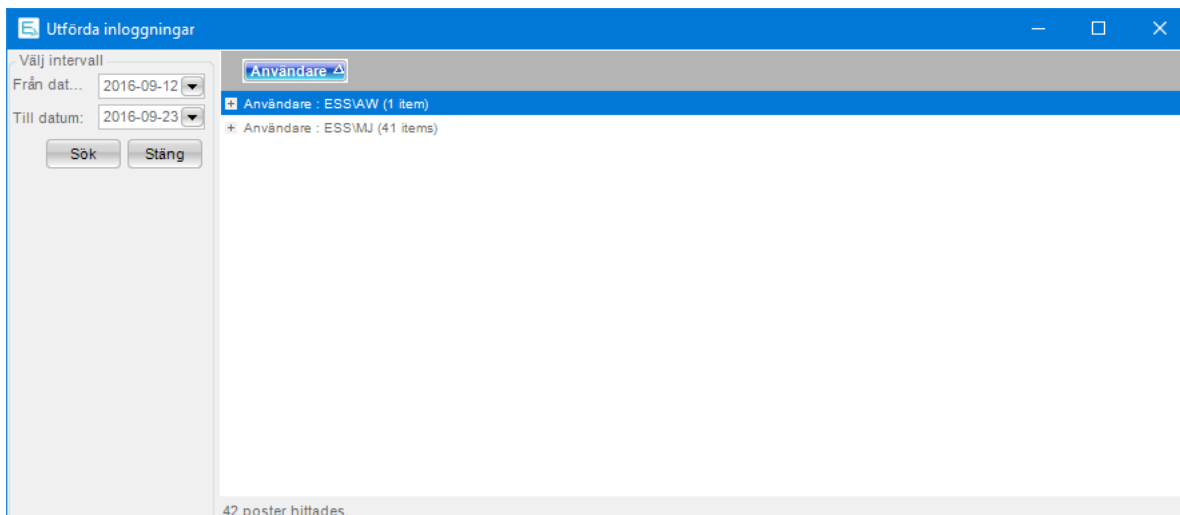 Utförda inloggningar
Välj intervall
Från dat...
2016-09-12
Till datum:
2016-09-23
Sök
Stäng
Användare
Användare : ESS\AW (1 item)
Användare : ESS\MJ (41 items)
42 poster hittades.